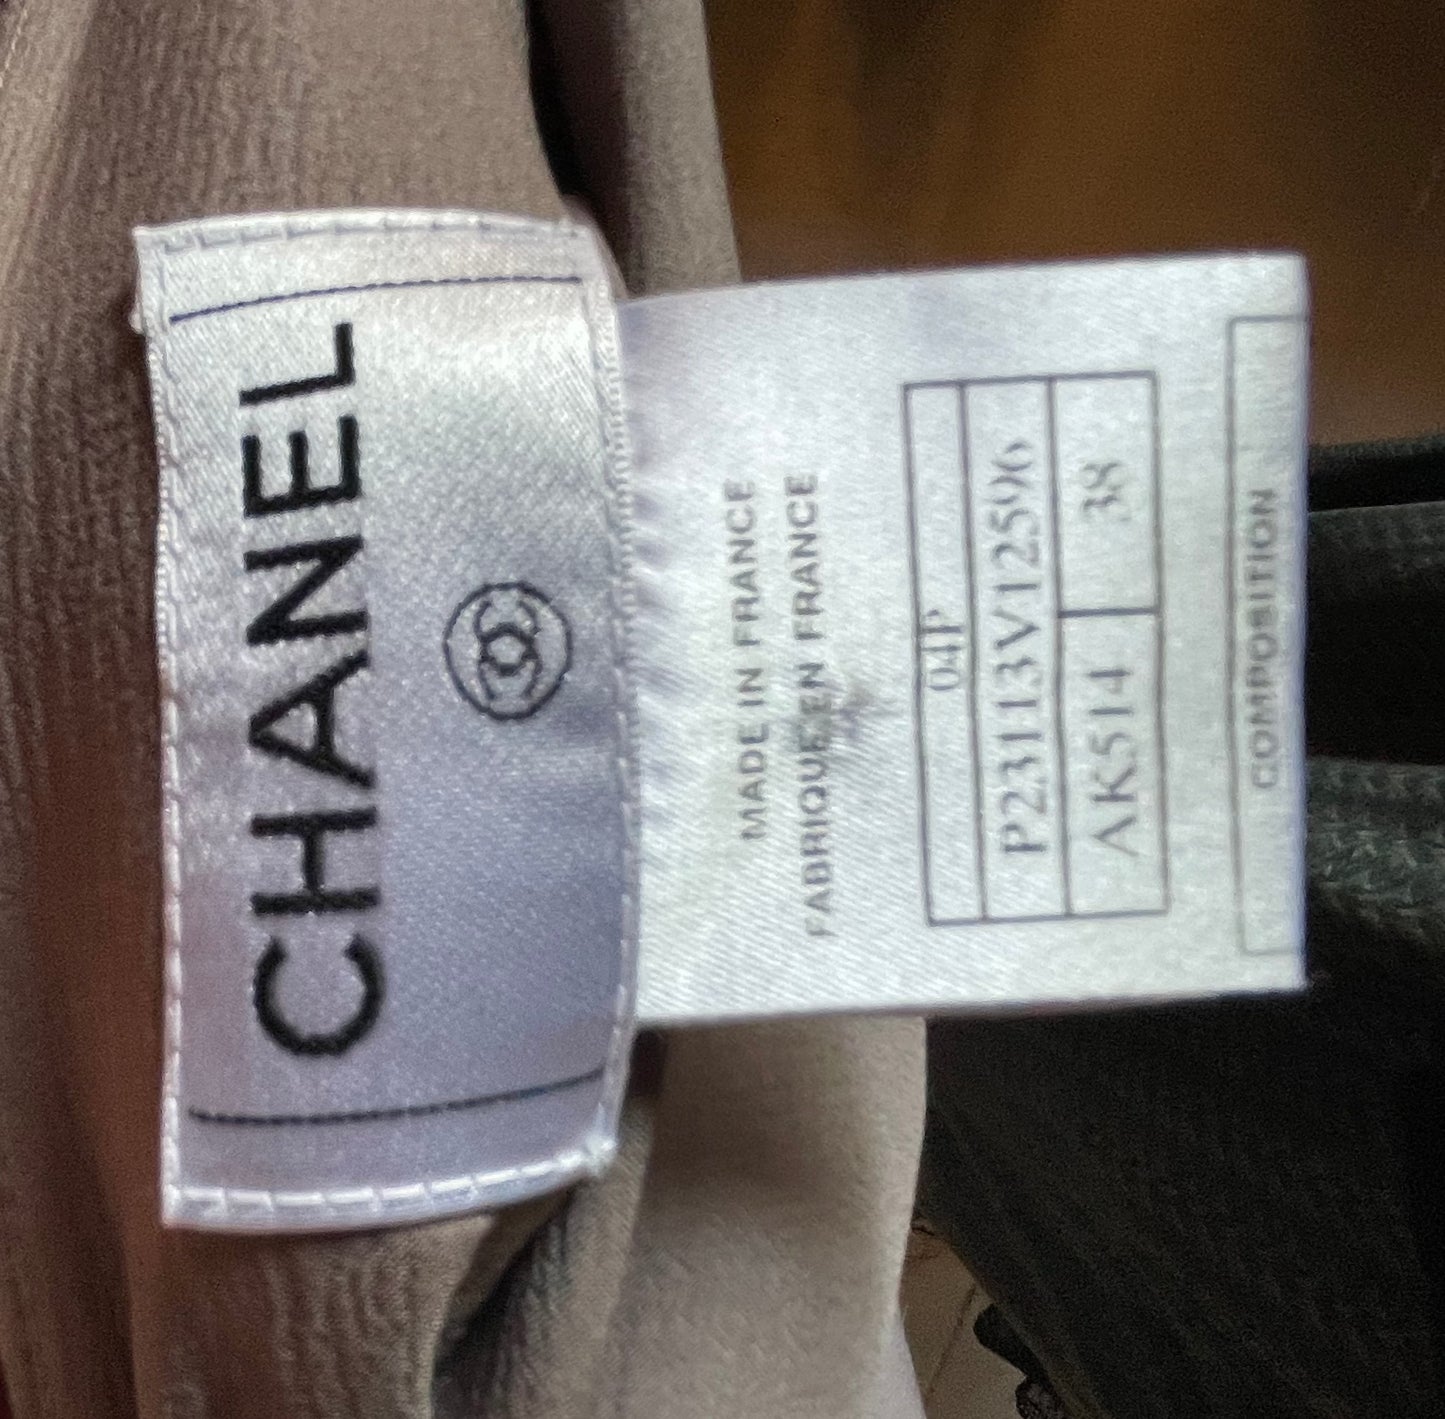 CHANEL
MADE IN FRANCE
FABRIQUE EN FRANCE
04P
P23113V12596
AK514 38
COMPOSITION